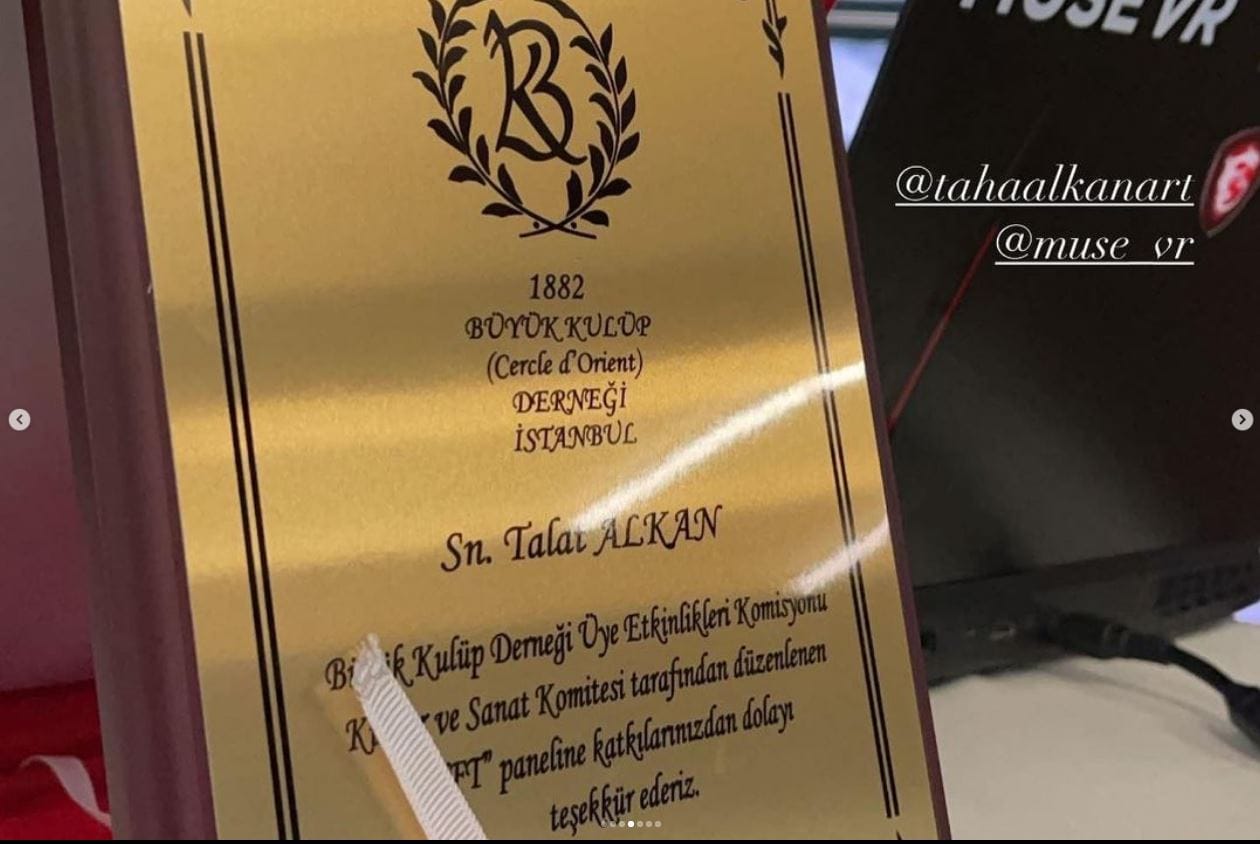 MUSE VR
@tahaalkanart
@muse_vr
1882
BÜYÜK KULÜP
(Cercle d'Orient)
DERNEĞİ
İSTANBUL
Sn. Talat ALKAN
Kulüp Derneği Üye Etkinlikleri Komisyonu
ve Sanat Komitesi tarafından düzenlenen
paneline katkılarınızdan dolayı
teşekkür ederiz.